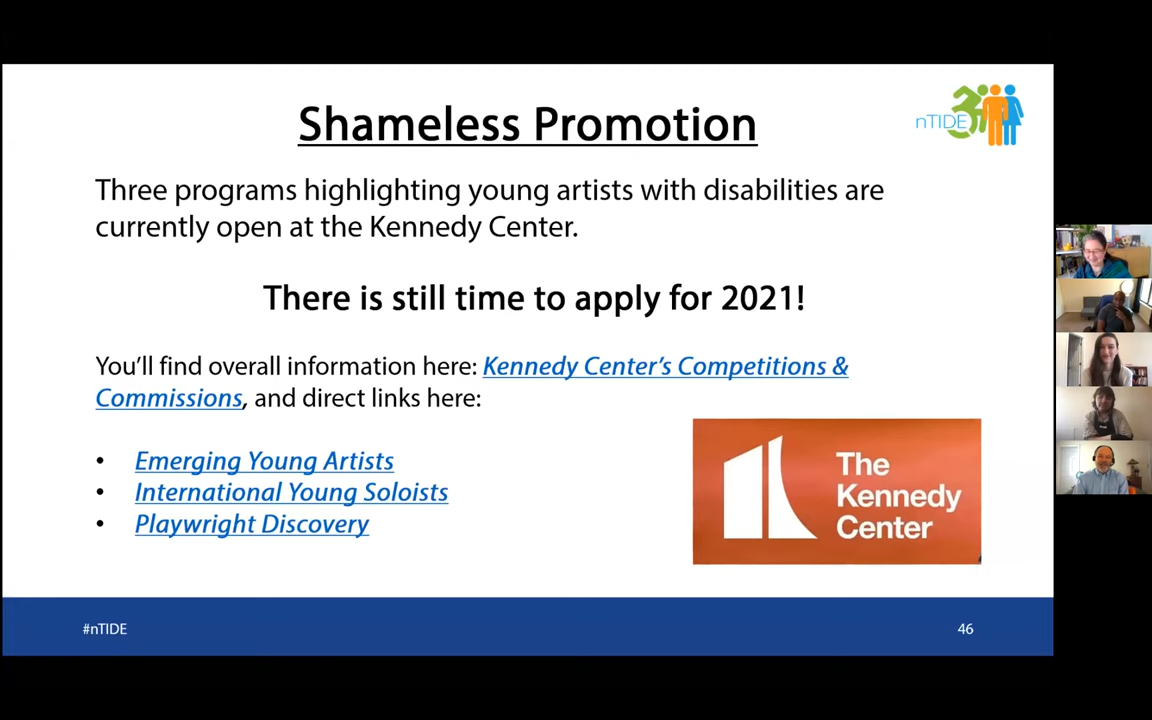 Shameless Promotion
nTIDE
Three programs highlighting young artists with disabilities are
currently open at the Kennedy Center.
There is still time to apply for 2021!
You’ll find overall information here: Kennedy Center’s Competitions &
Commissions, and direct links here:
• Emerging Young Artists
• International Young Soloists
• Playwright Discovery
The
Kennedy
Center
#nTIDE
46